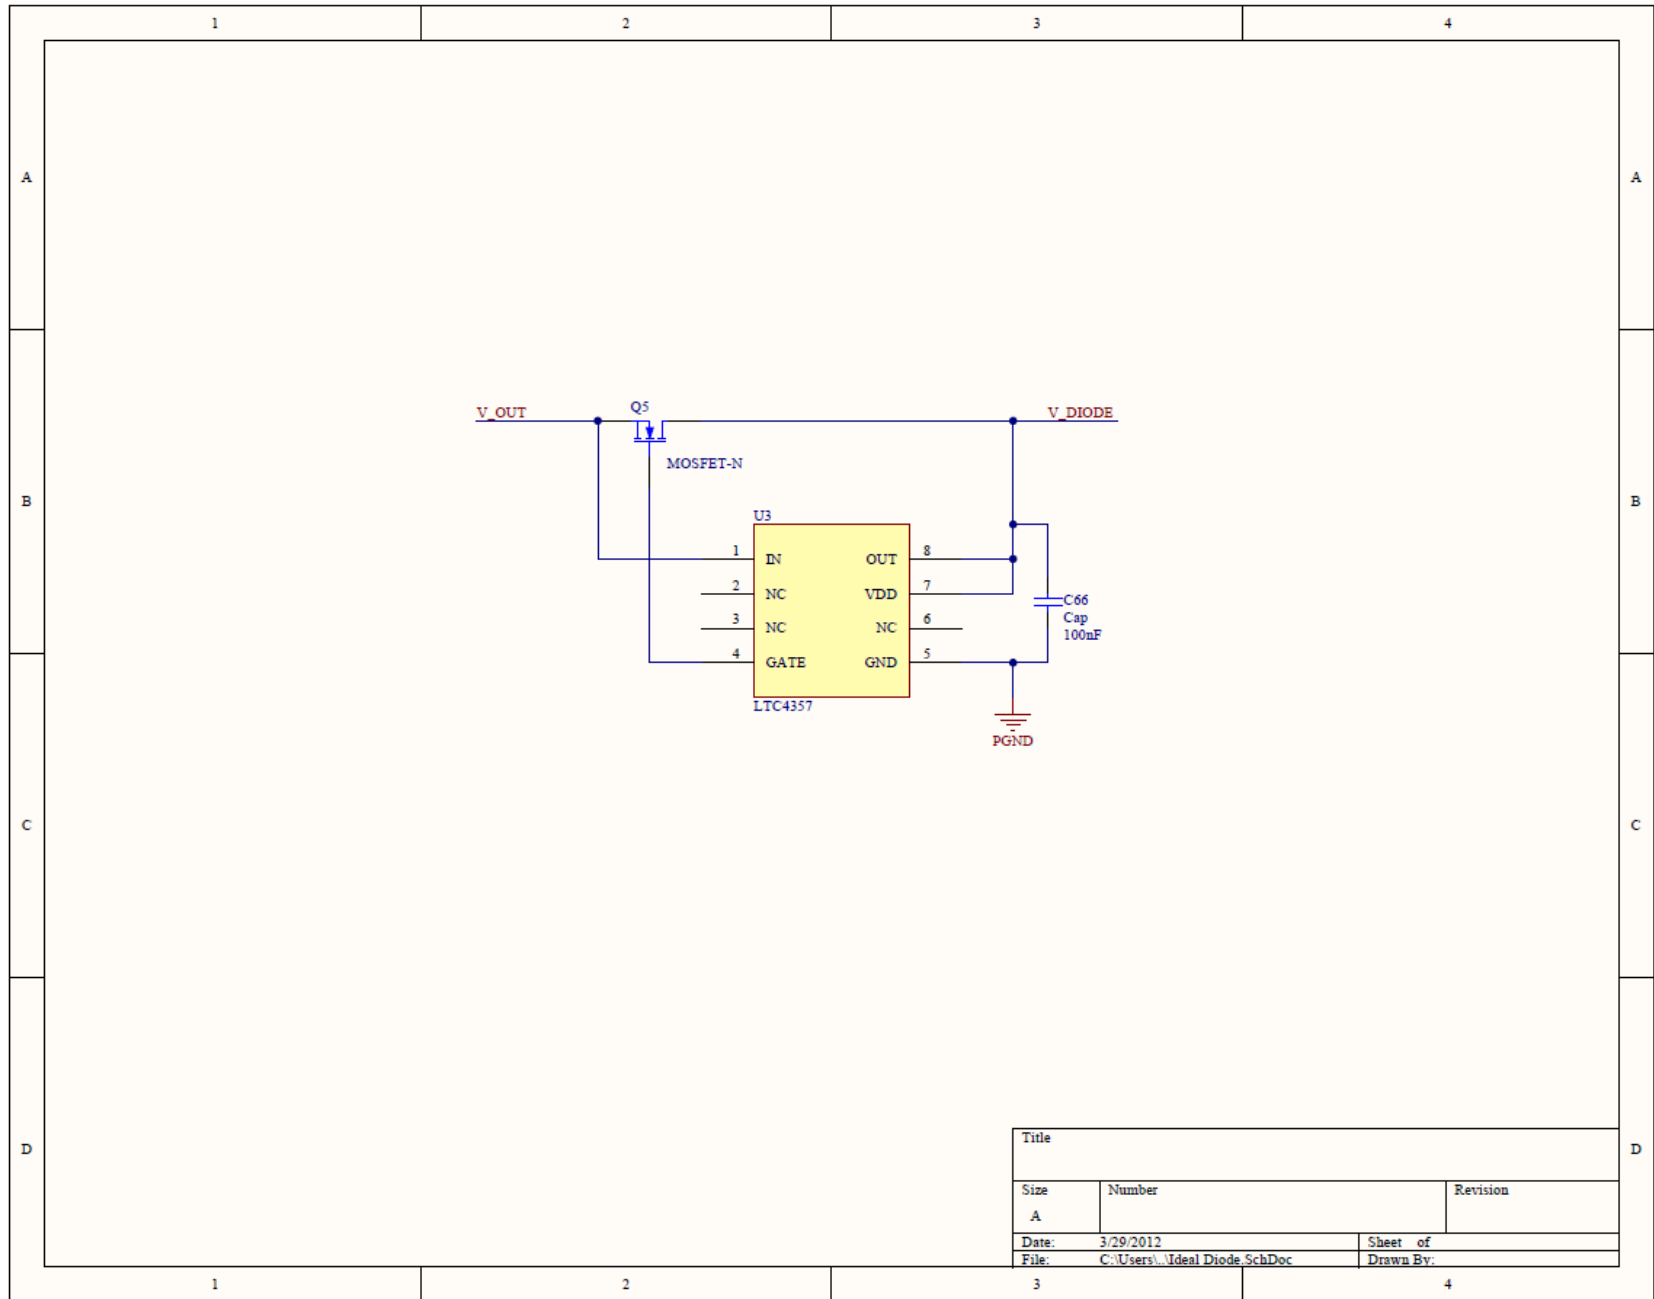 1 2 3 4
A A
V_OUT Q5 V_DIODE
MOSFET-N
B B
U3
1 IN OUT 8
2 NC VDD 7
C66
3 NC NC 6 Cap
100nF
4 GATE GND 5
LTC4357
PGND
C C
Title
D D
Size Number Revision
A
Date: 3/29/2012 Sheet of
File: C:\Users\..\Ideal Diode.SchDoc Drawn By:
1 2 3 4